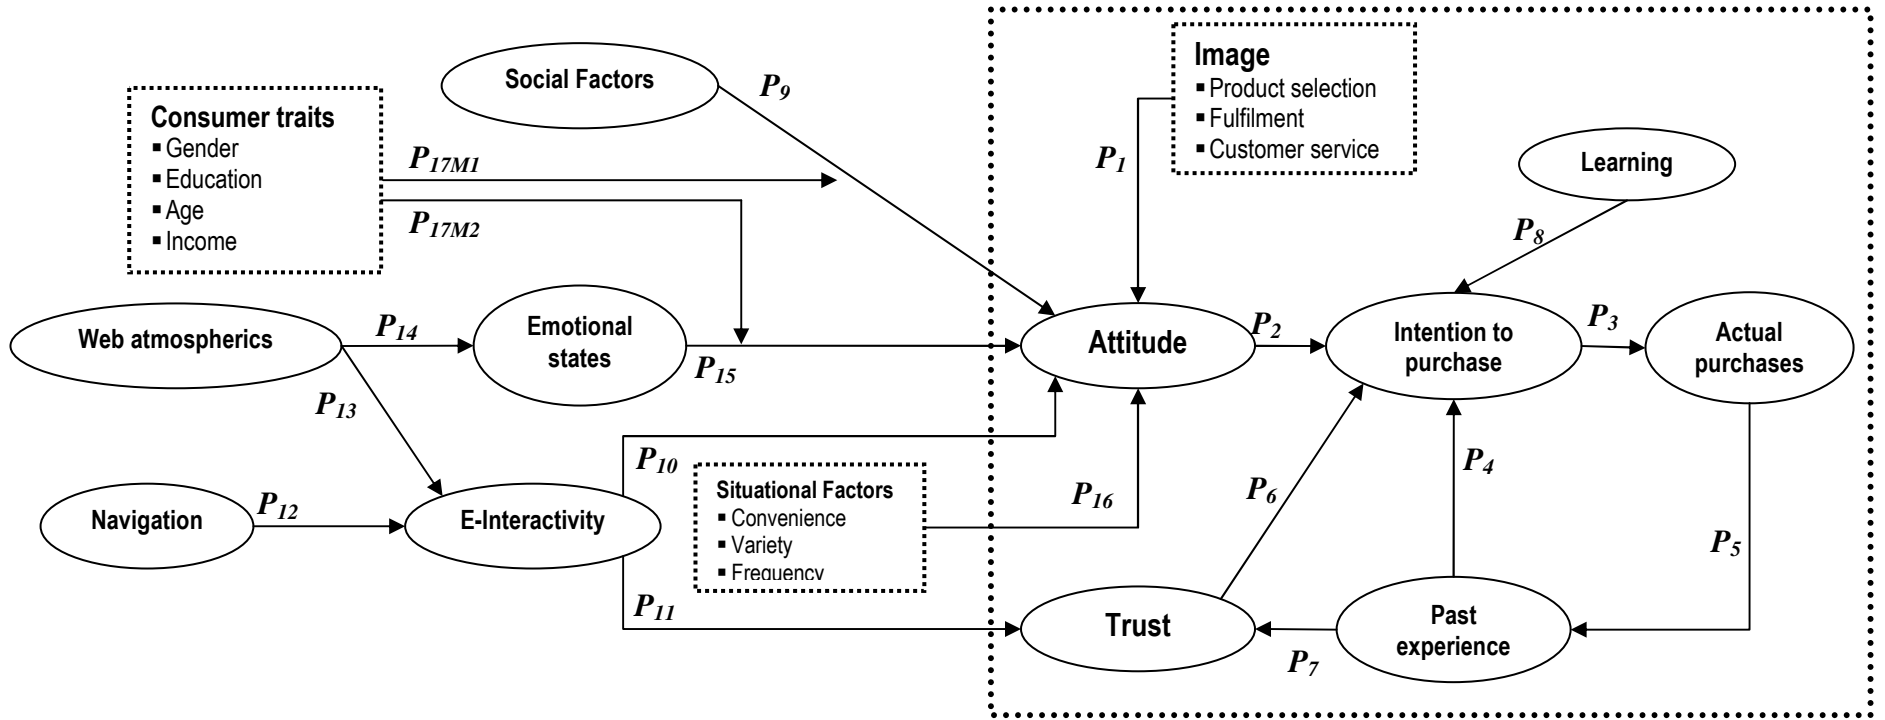 Image
▪ Product selection
▪ Fulfilment
▪ Customer service
Social Factors
P9
Consumer traits
▪ Gender
▪ Education
▪ Age
▪ Income
P17M1
P17M2
P1
Learning
P8
Web atmospherics
P14
Emotional
states
P15
Attitude
P2
Intention to
purchase
P3
Actual
purchases
P13
P10
Situational Factors
▪ Convenience
▪ Variety
▪ Frequency
P16
P6
P4
P5
Navigation
P12
E-Interactivity
P11
Trust
P7
Past
experience